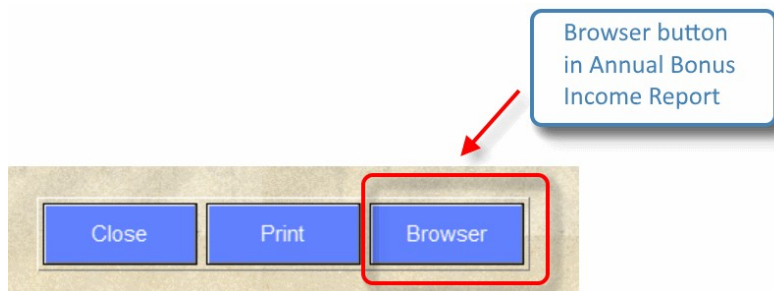 Browser button
in Annual Bonus
Income Report
Close Print Browser